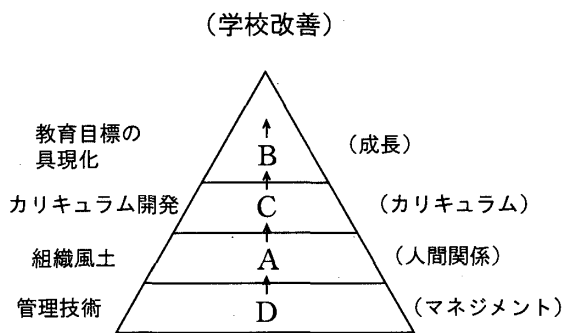 （学校改善）
教育目標の
具現化
B
（成長）
カリキュラム開発
C
（カリキュラム）
組織風土
A
（人間関係）
管理技術
D
（マネジメント）